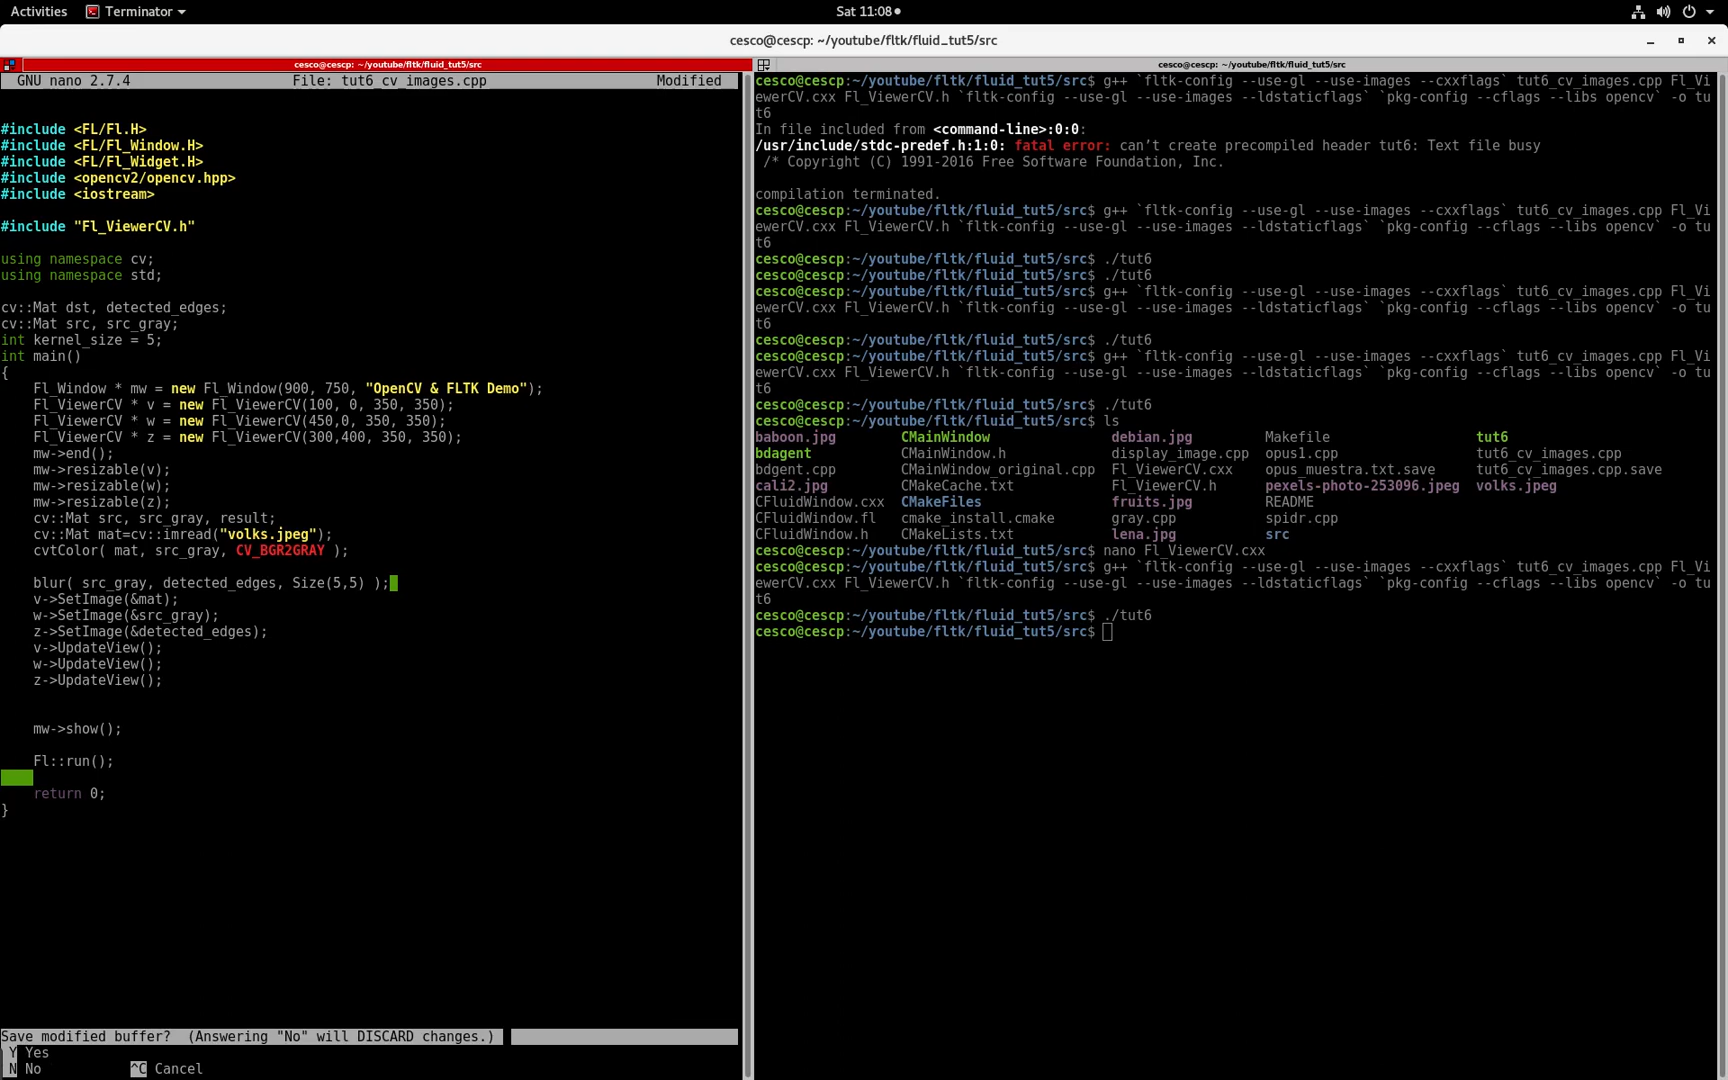 Activities Terminator Sat 11:08
cesco@cescp: ~/youtube/fltk/fluid_tut5/src
cesco@cescp: ~/youtube/fltk/fluid_tut5/src
GNU nano 2.7.4 File: tut6_cv_images.cpp Modified
#include <FL/Fl.H>
#include <FL/Fl_Window.H>
#include <FL/Fl_Widget.H>
#include <opencv2/opencv.hpp>
#include <iostream>
#include "Fl_ViewerCV.h"
using namespace cv;
using namespace std;
cv::Mat dst, detected_edges;
cv::Mat src, src_gray;
int kernel_size = 5;
int main()
{
Fl_Window * mw = new Fl_Window(900, 750, "OpenCV & FLTK Demo");
Fl_ViewerCV * v = new Fl_ViewerCV(100, 0, 350, 350);
Fl_ViewerCV * w = new Fl_ViewerCV(450,0, 350, 350);
Fl_ViewerCV * z = new Fl_ViewerCV(300,400, 350, 350);
mw->end();
mw->resizable(v);
mw->resizable(w);
mw->resizable(z);
cv::Mat src, src_gray, result;
cv::Mat mat=cv::imread("volks.jpeg");
cvtColor( mat, src_gray, CV_BGR2GRAY );
blur( src_gray, detected_edges, Size(5,5) );
v->SetImage(&mat);
w->SetImage(&src_gray);
z->SetImage(&detected_edges);
v->UpdateView();
w->UpdateView();
z->UpdateView();
mw->show();
Fl::run();
return 0;
}
Save modified buffer? (Answering "No" will DISCARD changes.)
Y Yes
N No ^C Cancel
cesco@cescp: ~/youtube/fltk/fluid_tut5/src
cesco@cescp:~/youtube/fltk/fluid_tut5/src$ g++ `fltk-config --use-gl --use-images --cxxflags` tut6_cv_images.cpp Fl_Vi
ewerCV.cxx Fl_ViewerCV.h `fltk-config --use-gl --use-images --ldstaticflags` `pkg-config --cflags --libs opencv` -o tu
t6
In file included from <command-line>:0:0:
/usr/include/stdc-predef.h:1:0: fatal error: can’t create precompiled header tut6: Text file busy
/* Copyright (C) 1991-2016 Free Software Foundation, Inc.
compilation terminated.
cesco@cescp:~/youtube/fltk/fluid_tut5/src$ g++ `fltk-config --use-gl --use-images --cxxflags` tut6_cv_images.cpp Fl_Vi
ewerCV.cxx Fl_ViewerCV.h `fltk-config --use-gl --use-images --ldstaticflags` `pkg-config --cflags --libs opencv` -o tu
t6
cesco@cescp:~/youtube/fltk/fluid_tut5/src$ ./tut6
cesco@cescp:~/youtube/fltk/fluid_tut5/src$ ./tut6
cesco@cescp:~/youtube/fltk/fluid_tut5/src$ g++ `fltk-config --use-gl --use-images --cxxflags` tut6_cv_images.cpp Fl_Vi
ewerCV.cxx Fl_ViewerCV.h `fltk-config --use-gl --use-images --ldstaticflags` `pkg-config --cflags --libs opencv` -o tu
t6
cesco@cescp:~/youtube/fltk/fluid_tut5/src$ ./tut6
cesco@cescp:~/youtube/fltk/fluid_tut5/src$ g++ `fltk-config --use-gl --use-images --cxxflags` tut6_cv_images.cpp Fl_Vi
ewerCV.cxx Fl_ViewerCV.h `fltk-config --use-gl --use-images --ldstaticflags` `pkg-config --cflags --libs opencv` -o tu
t6
cesco@cescp:~/youtube/fltk/fluid_tut5/src$ ./tut6
cesco@cescp:~/youtube/fltk/fluid_tut5/src$ ls
baboon.jpg CMainWindow debian.jpg Makefile tut6
bdagent CMainWindow.h display_image.cpp opus1.cpp tut6_cv_images.cpp
bdgent.cpp CMainWindow_original.cpp Fl_ViewerCV.cxx opus_muestra.txt.save tut6_cv_images.cpp.save
cali2.jpg CMakeCache.txt Fl_ViewerCV.h pexels-photo-253096.jpeg volks.jpeg
CFluidWindow.cxx CMakeFiles fruits.jpg README
CFluidWindow.fl cmake_install.cmake gray.cpp spidr.cpp
CFluidWindow.h CMakeLists.txt lena.jpg src
cesco@cescp:~/youtube/fltk/fluid_tut5/src$ nano Fl_ViewerCV.cxx
cesco@cescp:~/youtube/fltk/fluid_tut5/src$ g++ `fltk-config --use-gl --use-images --cxxflags` tut6_cv_images.cpp Fl_Vi
ewerCV.cxx Fl_ViewerCV.h `fltk-config --use-gl --use-images --ldstaticflags` `pkg-config --cflags --libs opencv` -o tu
t6
cesco@cescp:~/youtube/fltk/fluid_tut5/src$ ./tut6
cesco@cescp:~/youtube/fltk/fluid_tut5/src$